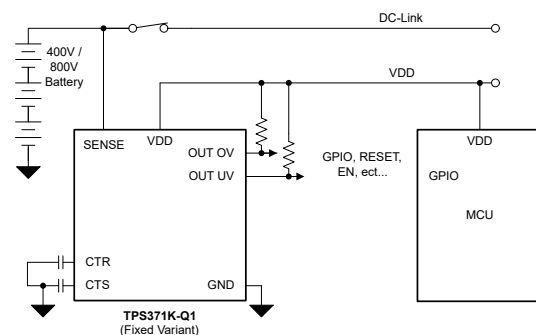 DC-Link
400V /
800V
Battery
VDD
SENSE
VDD
OUT OV
OUT UV
GPIO, RESET,
EN, ect...
VDD
GPIO
MCU
CTR
CTS
GND
TPS371K-Q1
(Fixed Variant)